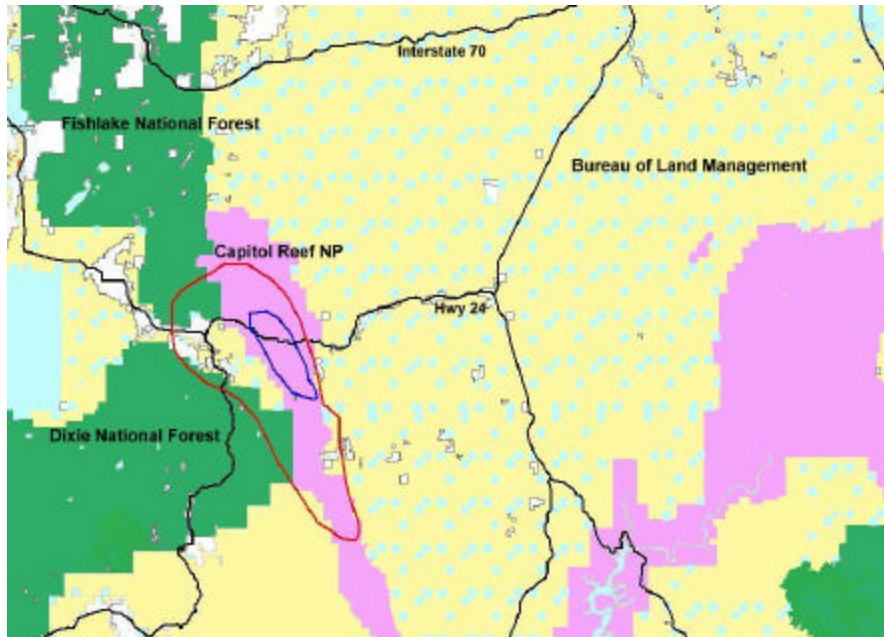 Interstate 70
Fishlake National Forest
Bureau of Land Management
Capitol Reef NP
Hwy 24
Dixie National Forest